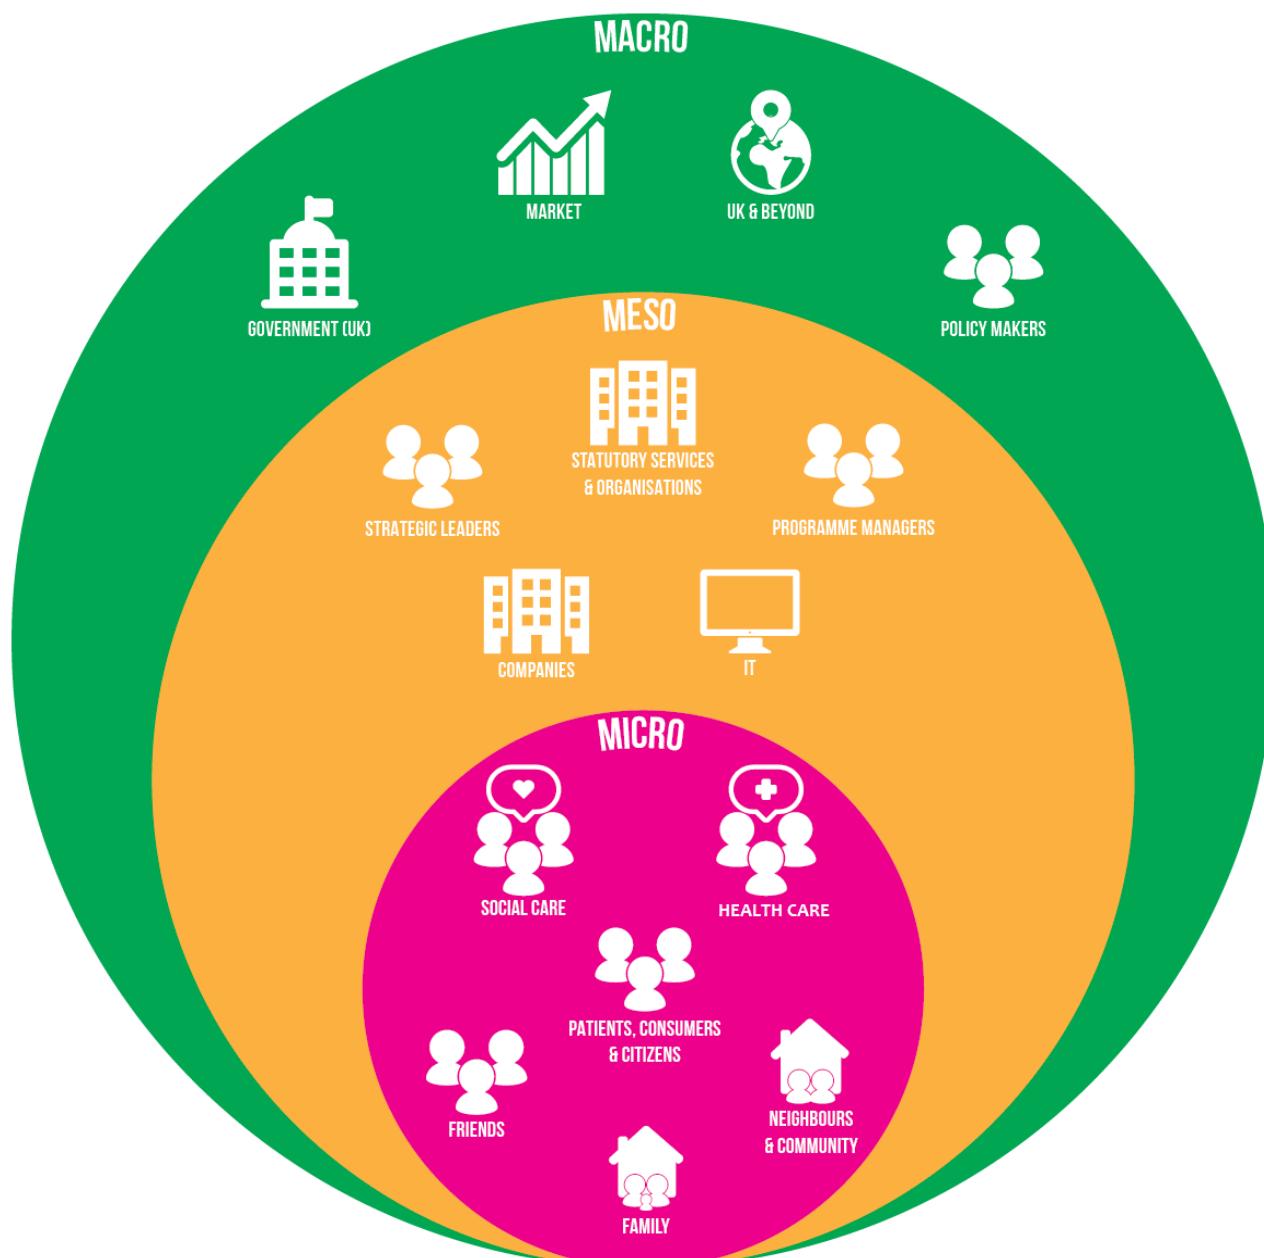 MACRO
MARKET
UK & BEYOND
GOVERNMENT (UK)
POLICY MAKERS
MESO
STATUTORY SERVICES
& ORGANISATIONS
STRATEGIC LEADERS
PROGRAMME MANAGERS
COMPANIES
IT
MICRO
SOCIAL CARE
HEALTH CARE
PATIENTS, CONSUMERS
& CITIZENS
FRIENDS
NEIGHBOURS
& COMMUNITY
FAMILY